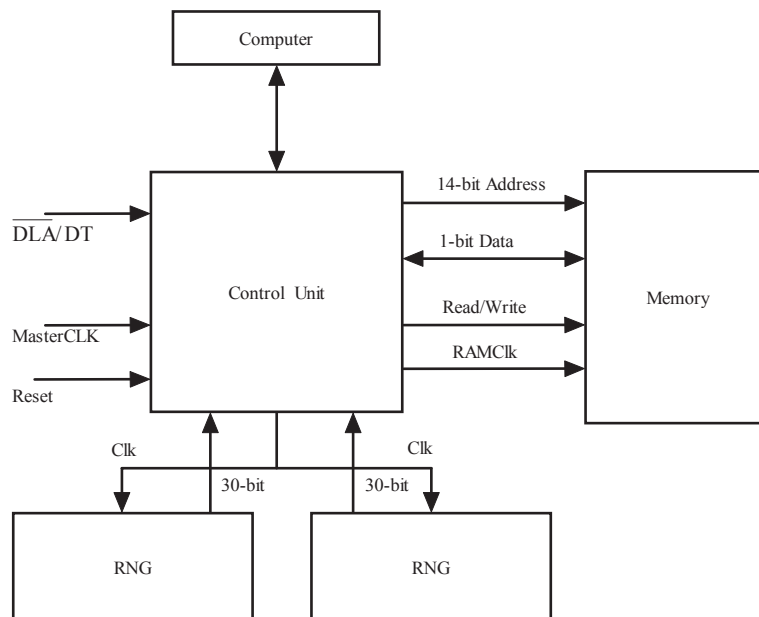 Computer
14-bit Address
D̅L̅A̅/DT
1-bit Data
Control Unit
Memory
Read/Write
MasterCLK
RAMClk
Reset
Clk
Clk
30-bit
30-bit
RNG
RNG